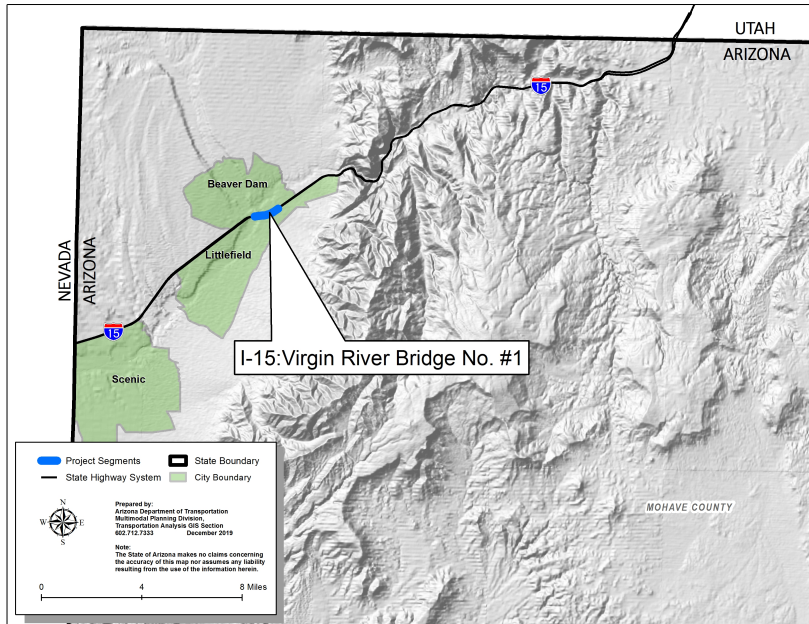 UTAH
ARIZONA
15
Beaver Dam
Littlefield
NEVADA
ARIZONA
15
I-15:Virgin River Bridge No. #1
Scenic
MOHAVE COUNTY
Project Segments
State Boundary
State Highway System
City Boundary
N
W
E
S
Prepared by:
Arizona Department of Transportation
Multimodal Planning Division,
Transportation Analysis GIS Section
602.712.7333 December 2019
Note:
The State of Arizona makes no claims concerning
the accuracy of this map nor assumes any liability
resulting from the use of the information herein.
0 4 8 Miles